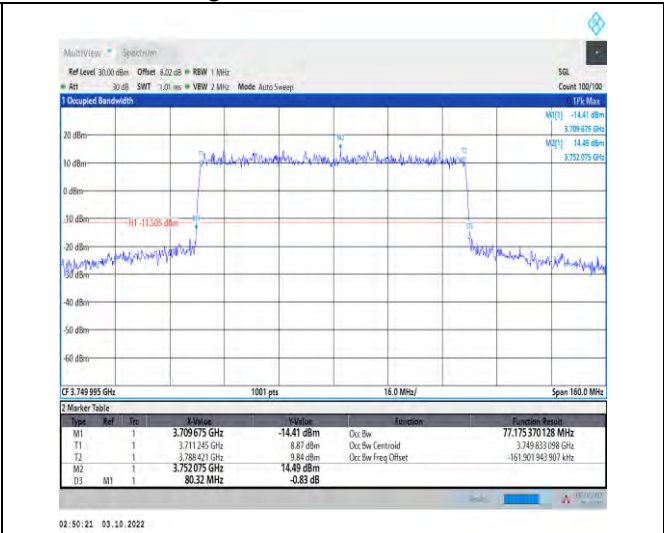 MultiView Spectrum
Ref Level 30.00 dBm Offset 8.02 dB RBW 1 MHz SGL
Att 30 dB SWT 1.01 ms VBW 2 MHz Mode Auto Sweep Count 100/100
1 Occupied Bandwidth 1Pk Max
M1[1] -14.41 dBm
3.709 675 GHz
M2[1] 14.49 dBm
3.752 075 GHz
20 dBm
M2
T1
10 dBm
0 dBm
-10 dBm
H1 -11.505 dBm
M1
D3
-20 dBm
-30 dBm
-40 dBm
-50 dBm
-60 dBm
CF 3.749 995 GHz 1001 pts 16.0 MHz/ Span 160.0 MHz
2 Marker Table
Type Ref Trc X-Value Y-Value Function Function Result
M1 1 3.709 675 GHz -14.41 dBm Occ Bw 77.175 370 128 MHz
T1 1 3.711 245 GHz 8.87 dBm Occ Bw Centroid 3.749 833 098 GHz
T2 1 3.788 421 GHz 9.84 dBm Occ Bw Freq Offset -161.901 943 907 kHz
M2 1 3.752 075 GHz 14.49 dBm
D3 M1 1 80.32 MHz -0.83 dB
02:50:21 03.10.2022